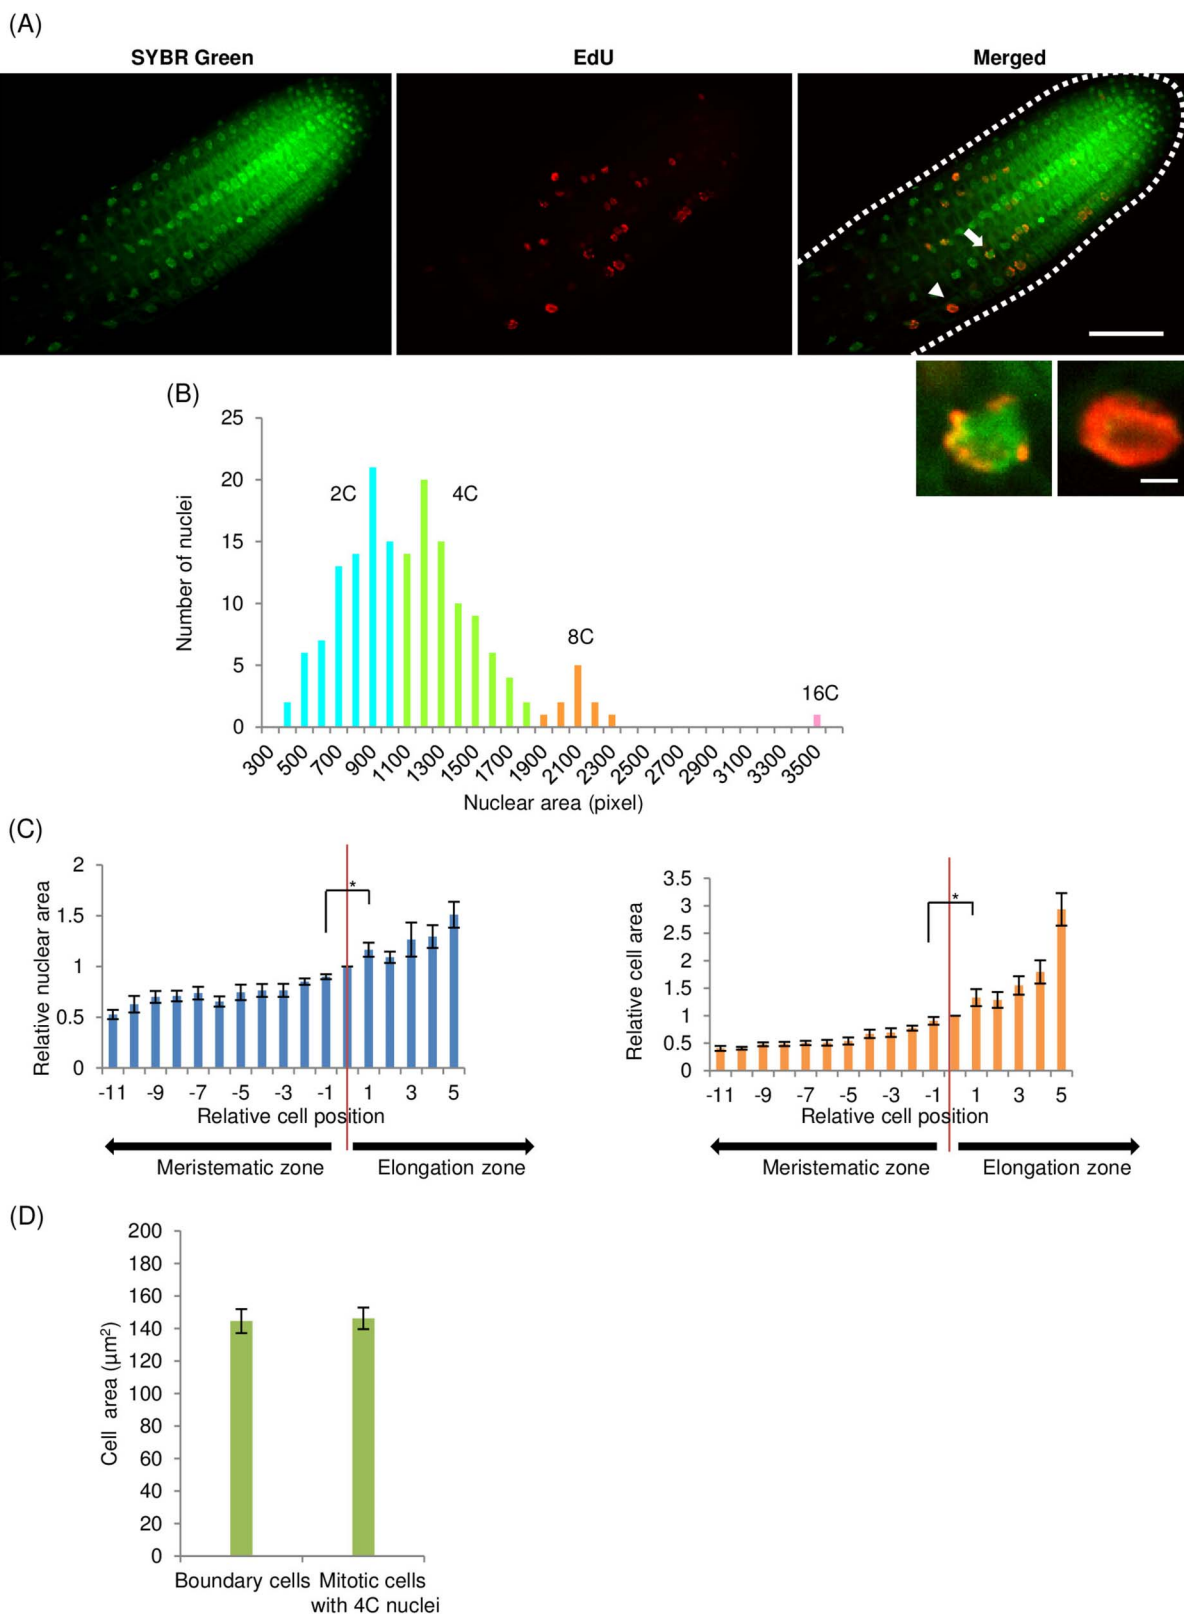 (A)
SYBR Green EdU Merged
(B)
25
20
15
10
5
0
Number of nuclei
2C 4C
8C
16C
300 500 700 900 1100 1300 1500 1700 1900 2100 2300 2500 2700 2900 3100 3300 3500
Nuclear area (pixel)
(C)
2
1.5
1
0.5
0
Relative nuclear area
*
-11 -9 -7 -5 -3 -1 1 3 5
Relative cell position
Meristematic zone Elongation zone
3.5
3
2.5
2
1.5
1
0.5
0
Relative cell area
*
-11 -9 -7 -5 -3 -1 1 3 5
Relative cell position
Meristematic zone Elongation zone
(D)
200
180
160
140
120
100
80
60
40
20
0
Cell area (µm²)
Boundary cells Mitotic cells
with 4C nuclei